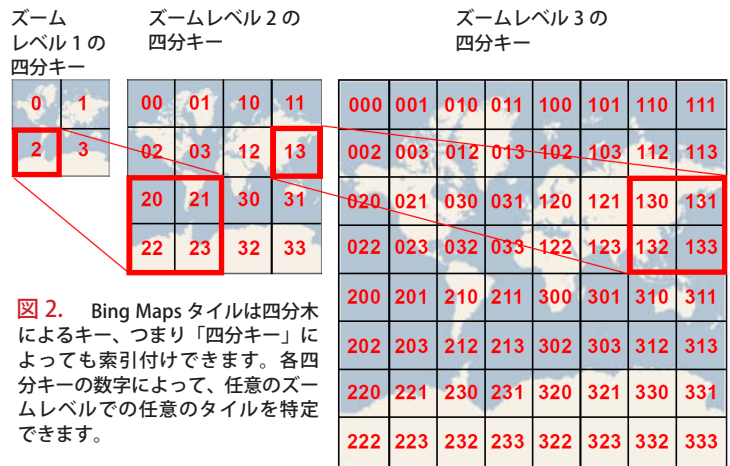 ズーム
レベル 1 の
四分キー
ズームレベル 2 の
四分キー
ズームレベル 3 の
四分キー
0 1
2 3
00 01 10 11
02 03 12 13
20 21 30 31
22 23 32 33
000 001 010 011 100 101 110 111
002 003 012 013 102 103 112 113
020 021 030 031 120 121 130 131
022 023 032 033 122 123 132 133
200 201 210 211 300 301 310 311
202 203 212 213 302 303 312 313
220 221 230 231 320 321 330 331
222 223 232 233 322 323 332 333
図 2. Bing Maps タイルは四分木
によるキー、つまり「四分キー」に
よっても索引付けできます。各四
分キーの数字によって、任意のズー
ムレベルでの任意のタイルを特定
できます。